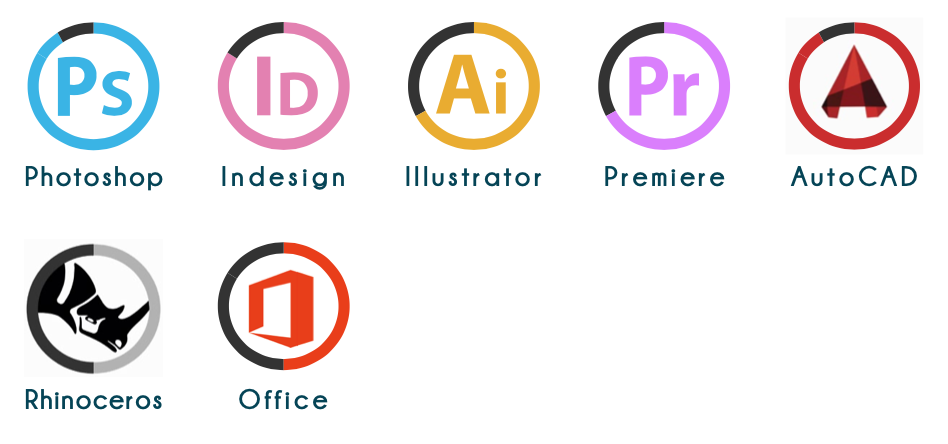 Ps ID Ai Pr
Photoshop Indesign Illustrator Premiere AutoCAD
Rhinoceros Office